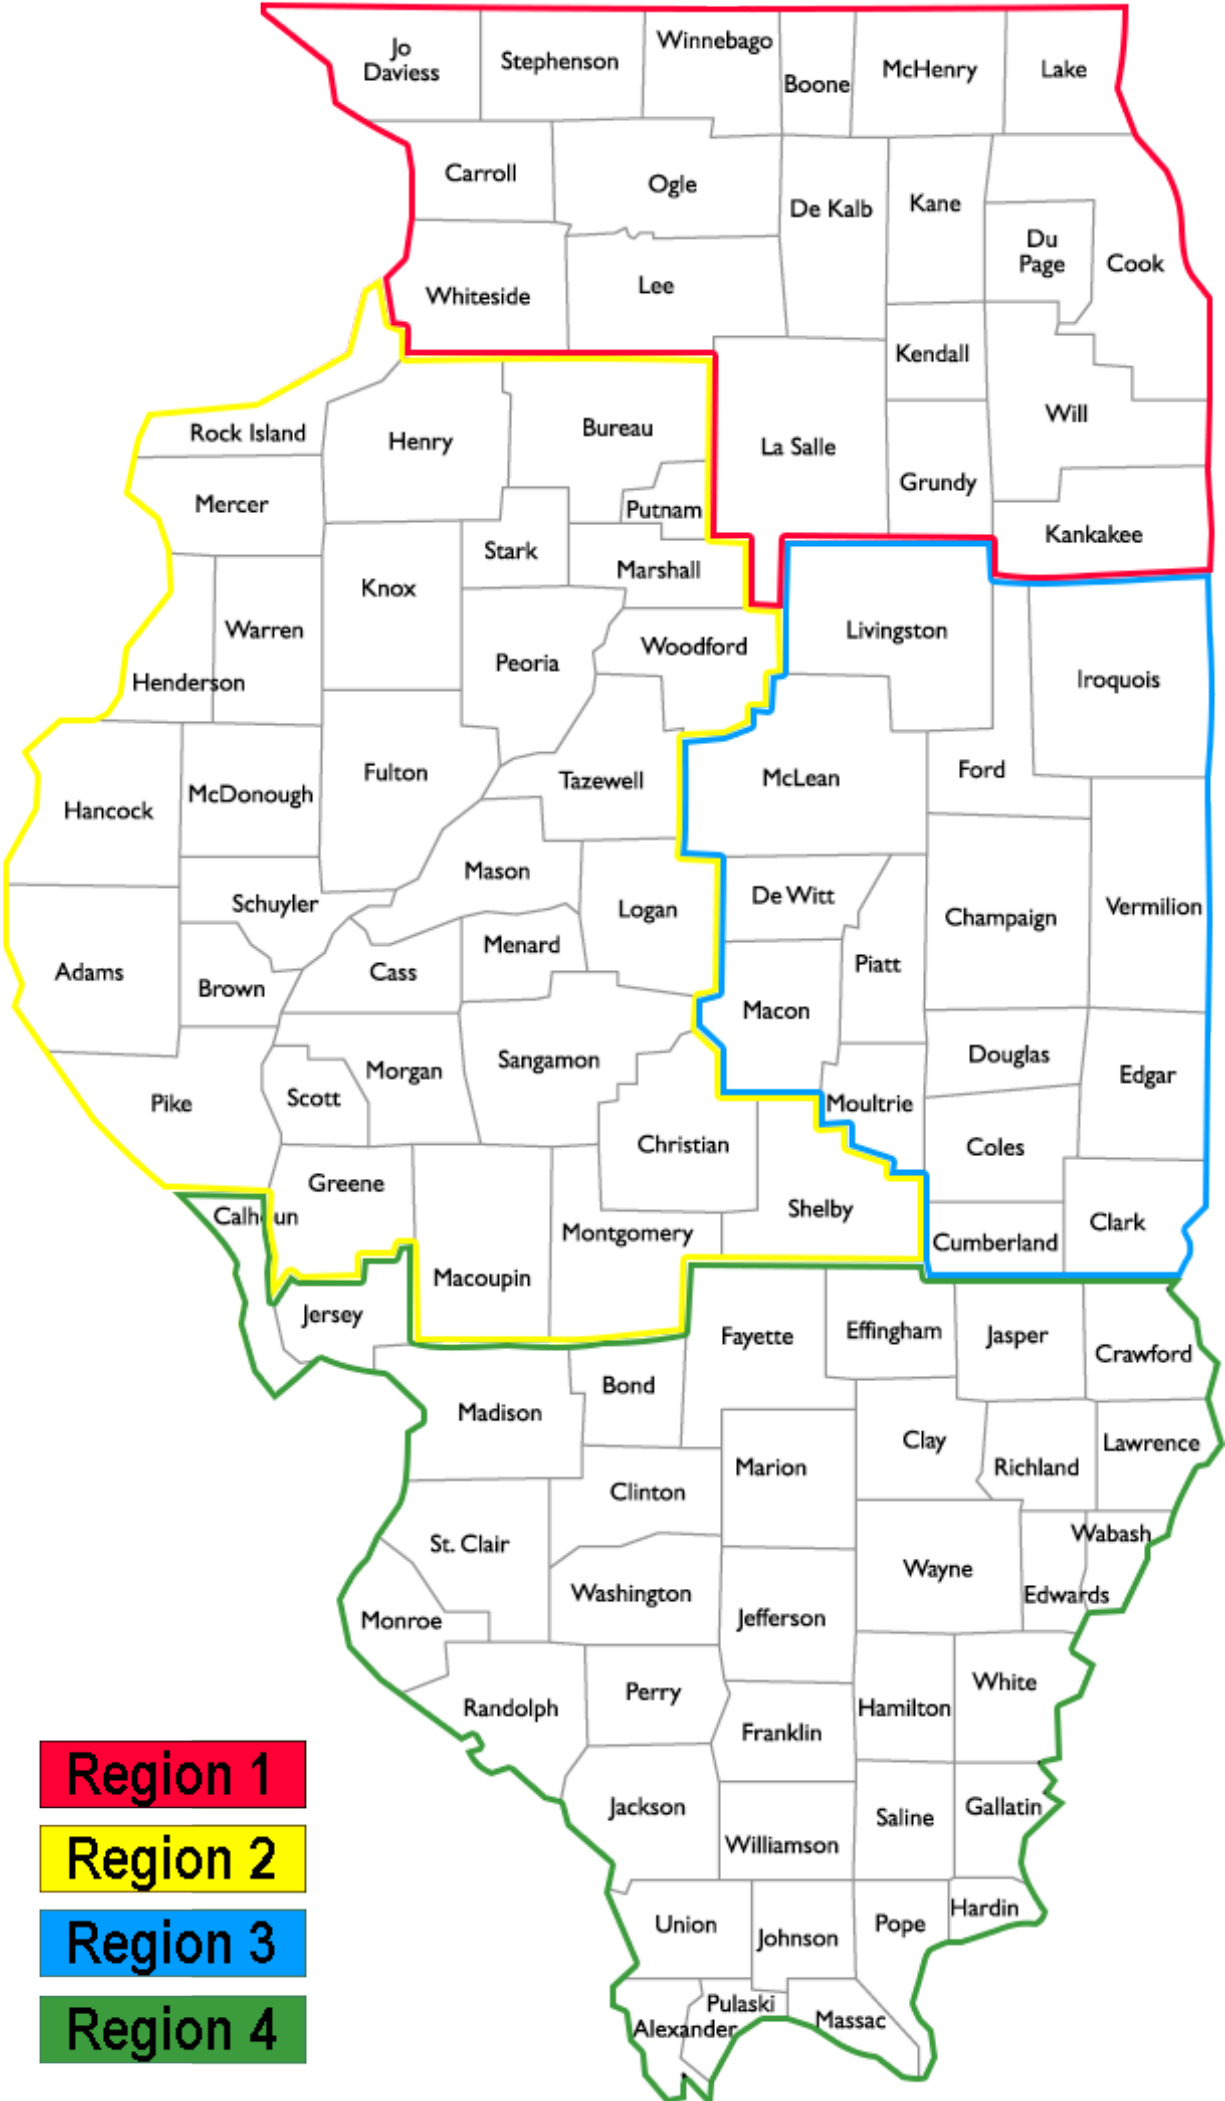 Jo
Daviess
Stephenson
Winnebago
Boone
McHenry
Lake
Carroll
Ogle
De Kalb
Kane
Du
Page
Cook
Whiteside
Lee
Kendall
Will
Rock Island
Henry
Bureau
La Salle
Grundy
Mercer
Putnam
Kankakee
Stark
Marshall
Knox
Warren
Henderson
Peoria
Woodford
Livingston
Iroquois
Hancock
McDonough
Fulton
Tazewell
McLean
Ford
Mason
De Witt
Schuyler
Logan
Champaign
Vermilion
Adams
Brown
Cass
Menard
Piatt
Macon
Pike
Scott
Morgan
Sangamon
Douglas
Edgar
Moultrie
Christian
Coles
Greene
Calhoun
Shelby
Clark
Montgomery
Cumberland
Macoupin
Jersey
Fayette
Effingham
Jasper
Crawford
Bond
Madison
Clay
Lawrence
Marion
Richland
Clinton
St. Clair
Wabash
Wayne
Washington
Edwards
Monroe
Jefferson
Randolph
Perry
White
Hamilton
Franklin
Jackson
Williamson
Saline
Gallatin
Union
Johnson
Pope
Hardin
Pulaski
Alexander
Massac
Region 1
Region 2
Region 3
Region 4